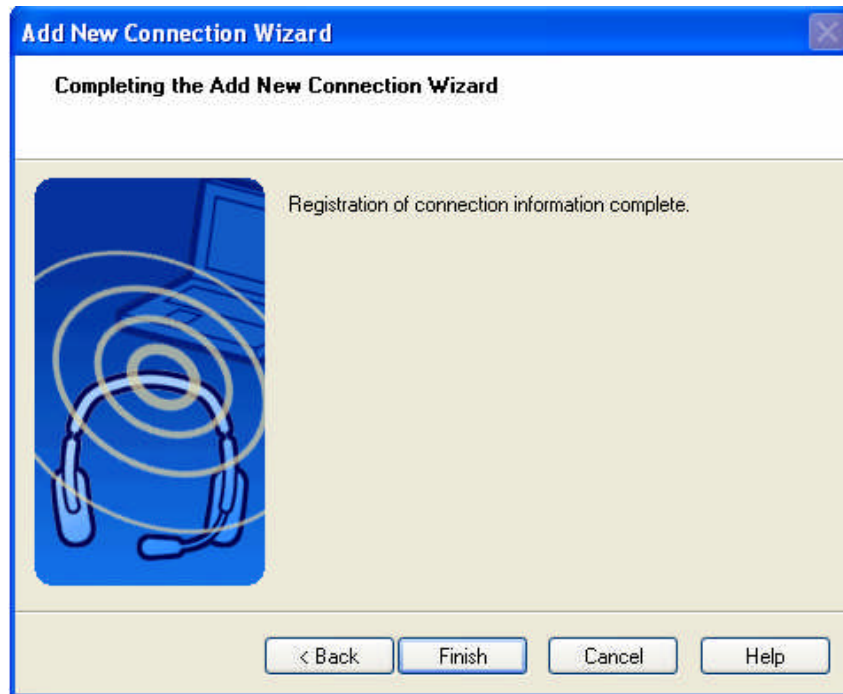 Add New Connection Wizard
Completing the Add New Connection Wizard
Registration of connection information complete.
< Back Finish Cancel Help